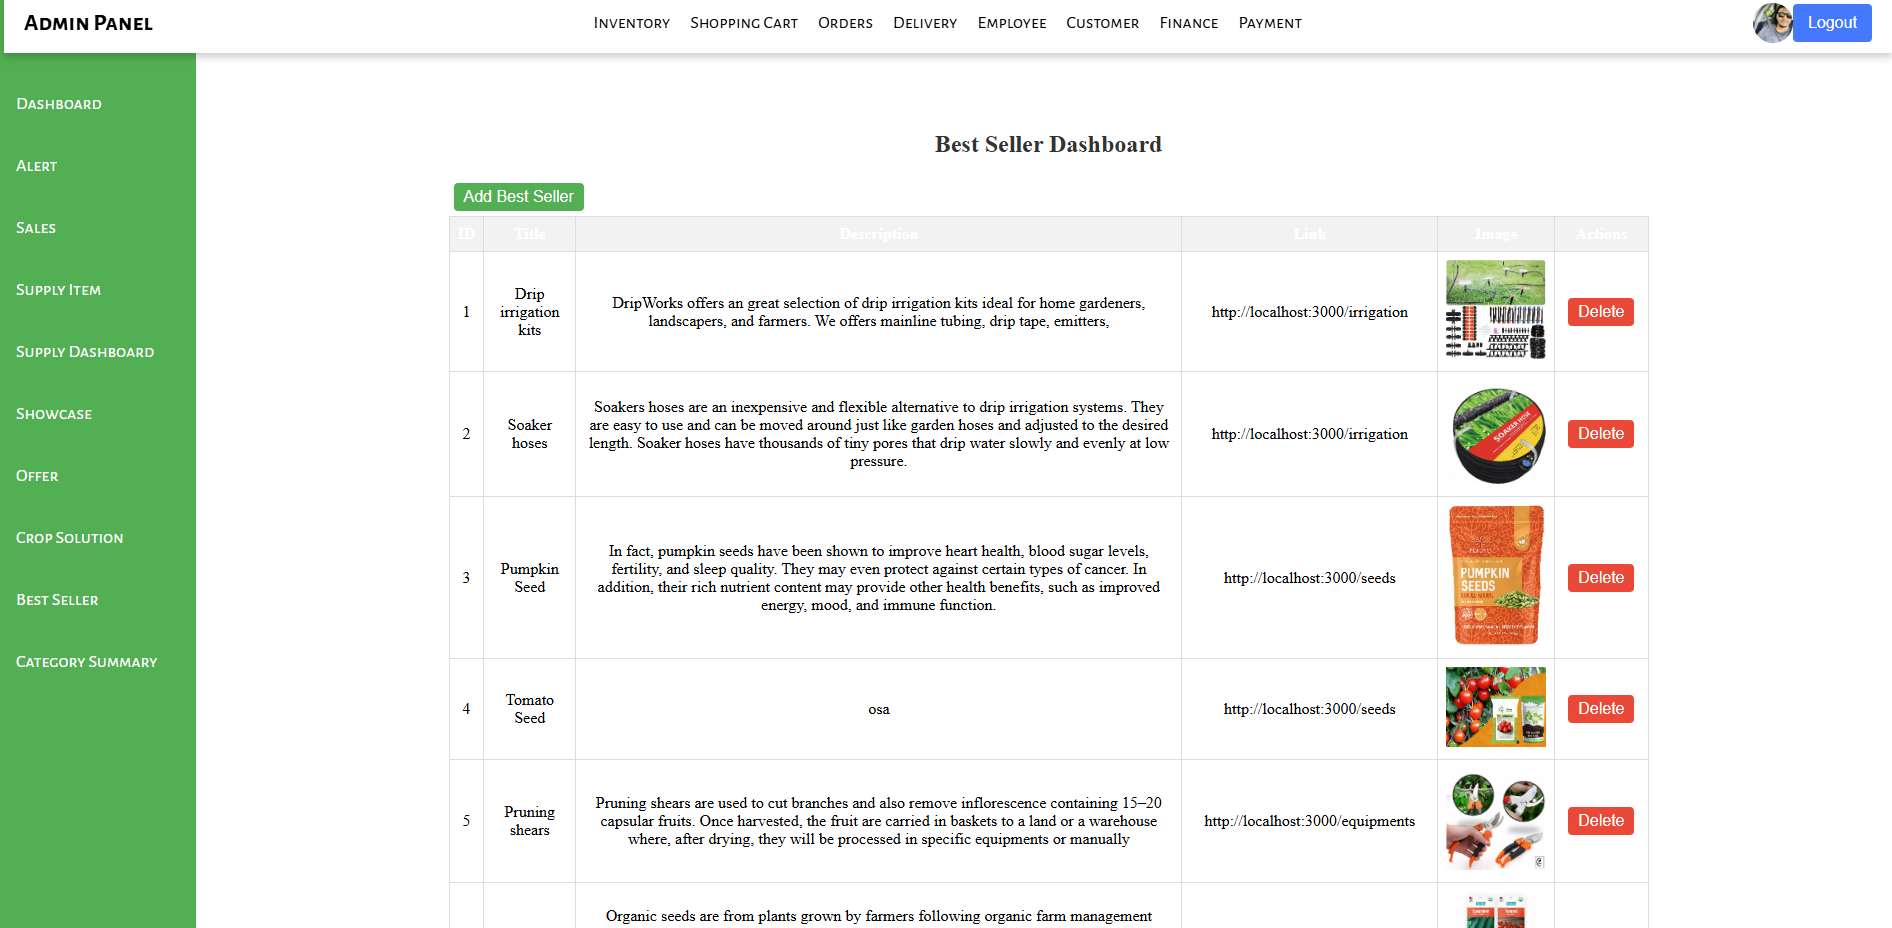 Admin Panel
Inventory Shopping Cart Orders Delivery Employee Customer Finance Payment
Logout
Dashboard
Alert
Sales
Supply Item
Supply Dashboard
Showcase
Offer
Crop Solution
Best Seller
Category Summary
Best Seller Dashboard
Add Best Seller
ID Title Description Link Image Actions
1
Drip
irrigation
kits
DripWorks offers an great selection of drip irrigation kits ideal for home gardeners,
landscapers, and farmers. We offers mainline tubing, drip tape, emitters,
http://localhost:3000/irrigation
Delete
2
Soaker
hoses
Soakers hoses are an inexpensive and flexible alternative to drip irrigation systems. They
are easy to use and can be moved around just like garden hoses and adjusted to the desired
length. Soaker hoses have thousands of tiny pores that drip water slowly and evenly at low
pressure.
http://localhost:3000/irrigation
SOAKER HOSE
Delete
3
Pumpkin
Seed
In fact, pumpkin seeds have been shown to improve heart health, blood sugar levels,
fertility, and sleep quality. They may even protect against certain types of cancer. In
addition, their rich nutrient content may provide other health benefits, such as improved
energy, mood, and immune function.
http://localhost:3000/seeds
PUMPKIN
SEEDS
Delete
4
Tomato
Seed
osa
http://localhost:3000/seeds
Delete
5
Pruning
shears
Pruning shears are used to cut branches and also remove inflorescence containing 15–20
capsular fruits. Once harvested, the fruit are carried in baskets to a land or a warehouse
where, after drying, they will be processed in specific equipments or manually
http://localhost:3000/equipments
Delete
Organic seeds are from plants grown by farmers following organic farm management